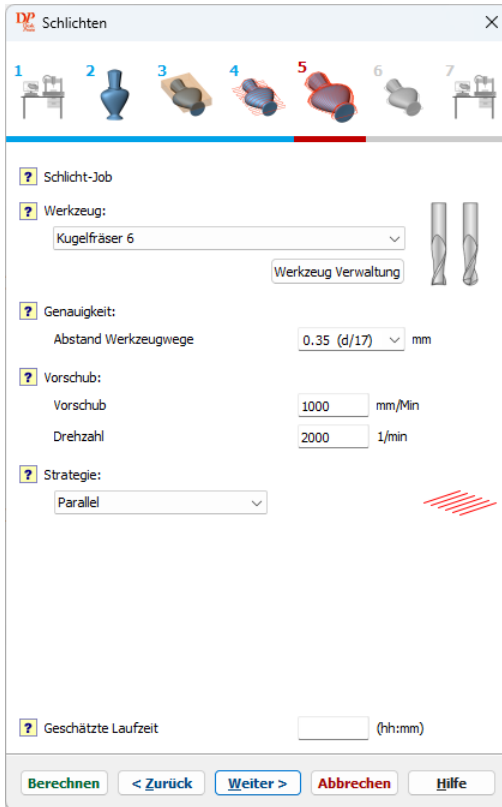 DP
Schlichten
1 2 3 4 5 6 7
? Schlicht-Job
? Werkzeug:
Kugelfräser 6
Werkzeug Verwaltung
? Genauigkeit:
Abstand Werkzeugwege 0.35 (d/17) mm
? Vorschub:
Vorschub 1000 mm/Min
Drehzahl 2000 1/min
? Strategie:
Parallel
? Geschätzte Laufzeit (hh:mm)
Berechnen < Zurück Weiter > Abbrechen Hilfe